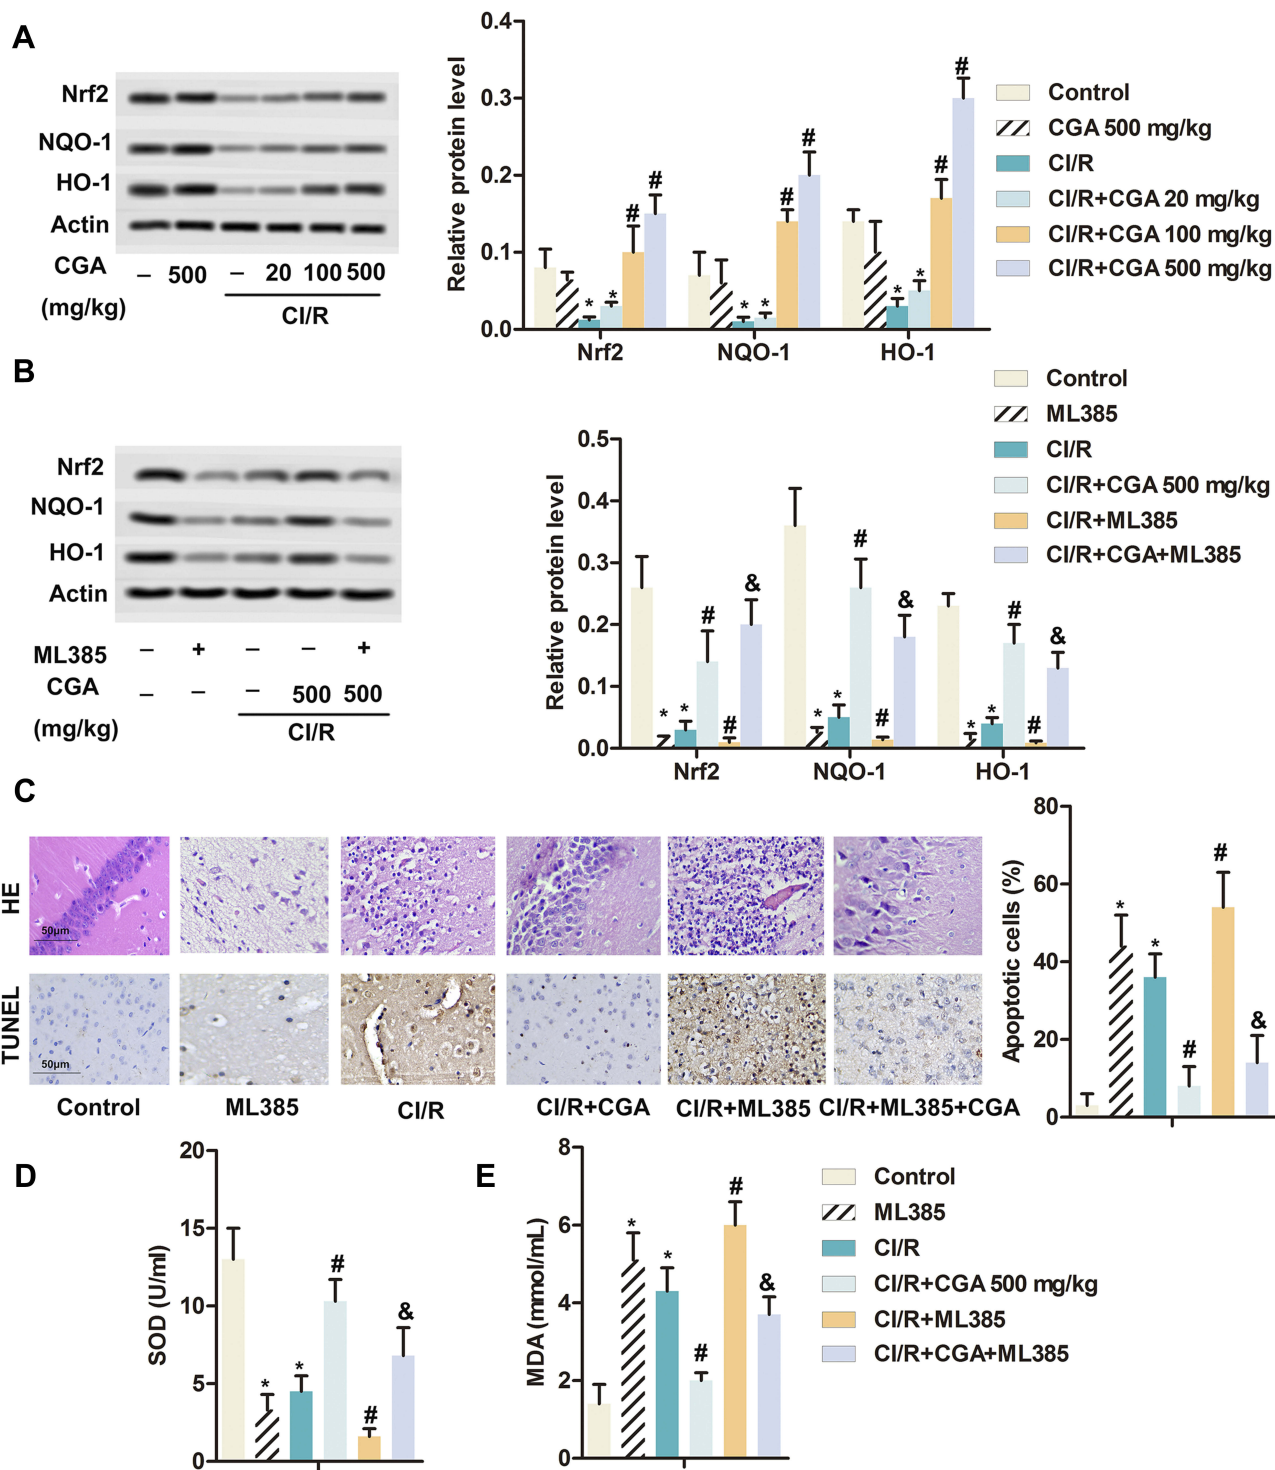 A
Nrf2
NQO-1
HO-1
Actin
CGA
(mg/kg)
– 500 – 20 100 500
CI/R
Relative protein level
0.4
0.3
0.2
0.1
0.0
* * # #
* * # #
* * # #
Nrf2 NQO-1 HO-1
Control
CGA 500 mg/kg
CI/R
CI/R+CGA 20 mg/kg
CI/R+CGA 100 mg/kg
CI/R+CGA 500 mg/kg
B
Nrf2
NQO-1
HO-1
Actin
ML385 – + – – +
CGA – – – 500 500
(mg/kg)
CI/R
Relative protein level
0.5
0.4
0.3
0.2
0.1
0.0
* * # # &
* * # # &
* * # # &
Nrf2 NQO-1 HO-1
Control
ML385
CI/R
CI/R+CGA 500 mg/kg
CI/R+ML385
CI/R+CGA+ML385
C
HE
50μm
TUNEL
50μm
Control ML385 CI/R CI/R+CGA CI/R+ML385 CI/R+ML385+CGA
Apoptotic cells (%)
80
60
40
20
0
* * # # &
D
SOD (U/ml)
20
15
10
5
0
* * # # &
E
MDA (mmol/mL)
8
6
4
2
0
* * # # &
Control
ML385
CI/R
CI/R+CGA 500 mg/kg
CI/R+ML385
CI/R+CGA+ML385